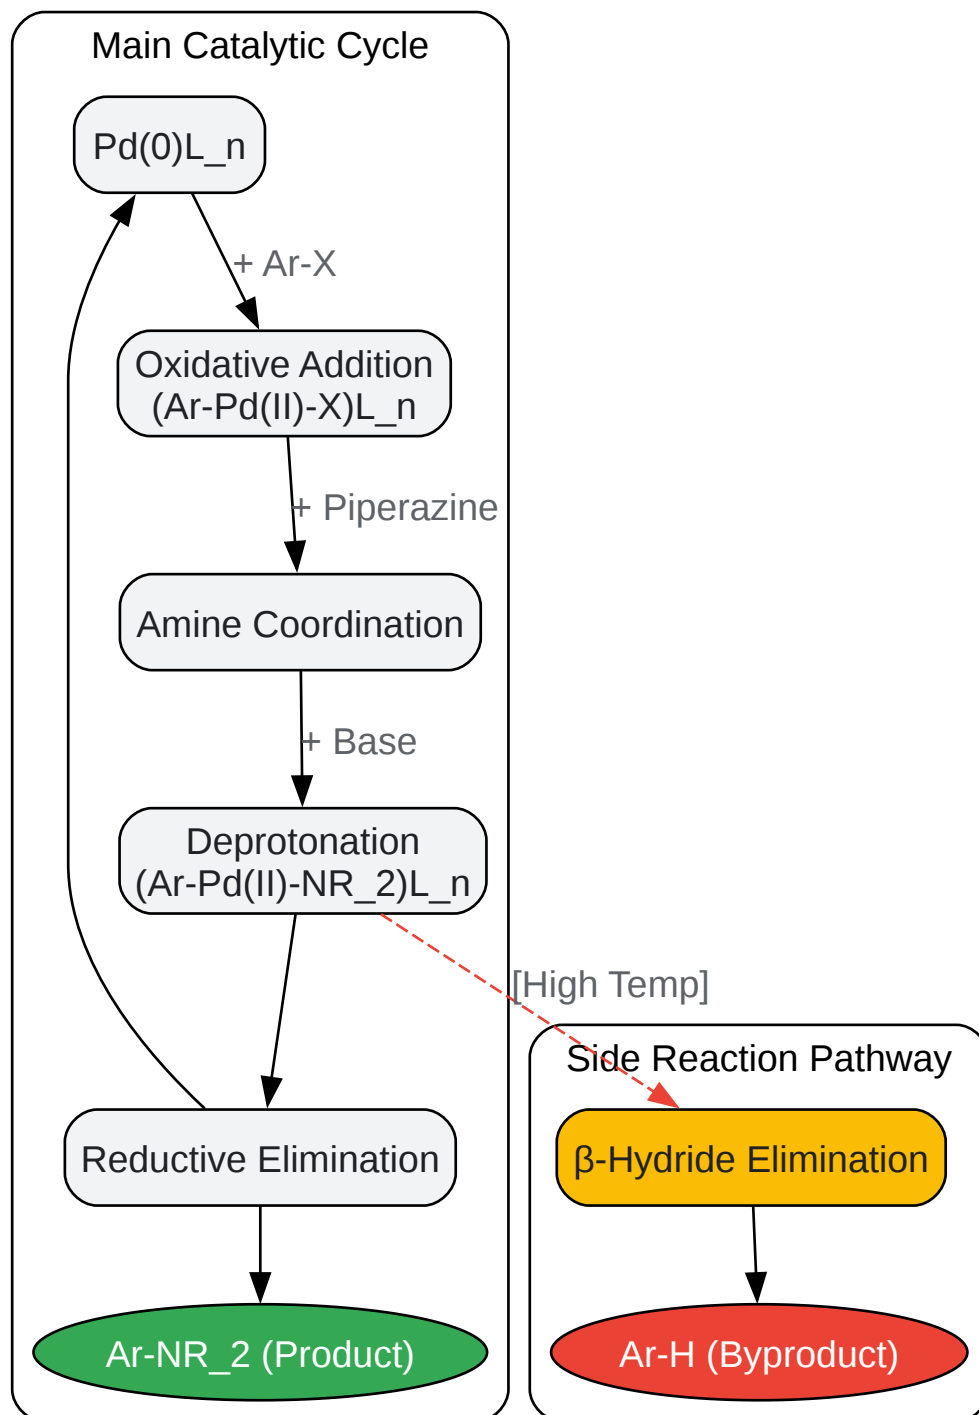 Main Catalytic Cycle
Pd(0)L_n
+ Ar-X
Oxidative Addition
(Ar-Pd(II)-X)L_n
+ Piperazine
Amine Coordination
+ Base
Deprotonation
(Ar-Pd(II)-NR_2)L_n
[High Temp]
Side Reaction Pathway
Reductive Elimination
β-Hydride Elimination
Ar-NR_2 (Product)
Ar-H (Byproduct)